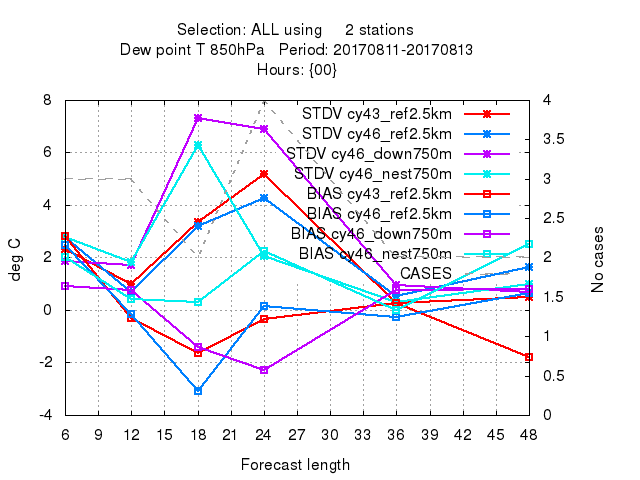 Selection: ALL using     2 stations
Dew point T 850hPa   Period: 20170811-20170813
Hours: {00}
STDV cy43_ref2.5km
STDV cy46_ref2.5km
STDV cy46_down750m
STDV cy46_nest750m
BIAS cy43_ref2.5km
BIAS cy46_ref2.5km
BIAS cy46_down750m
BIAS cy46_nest750m
CASES
8
6
4
2
0
-2
-4
deg C
4
3.5
3
2.5
2
1.5
1
0.5
0
No cases
6 9 12 15 18 21 24 27 30 33 36 39 42 45 48
Forecast length